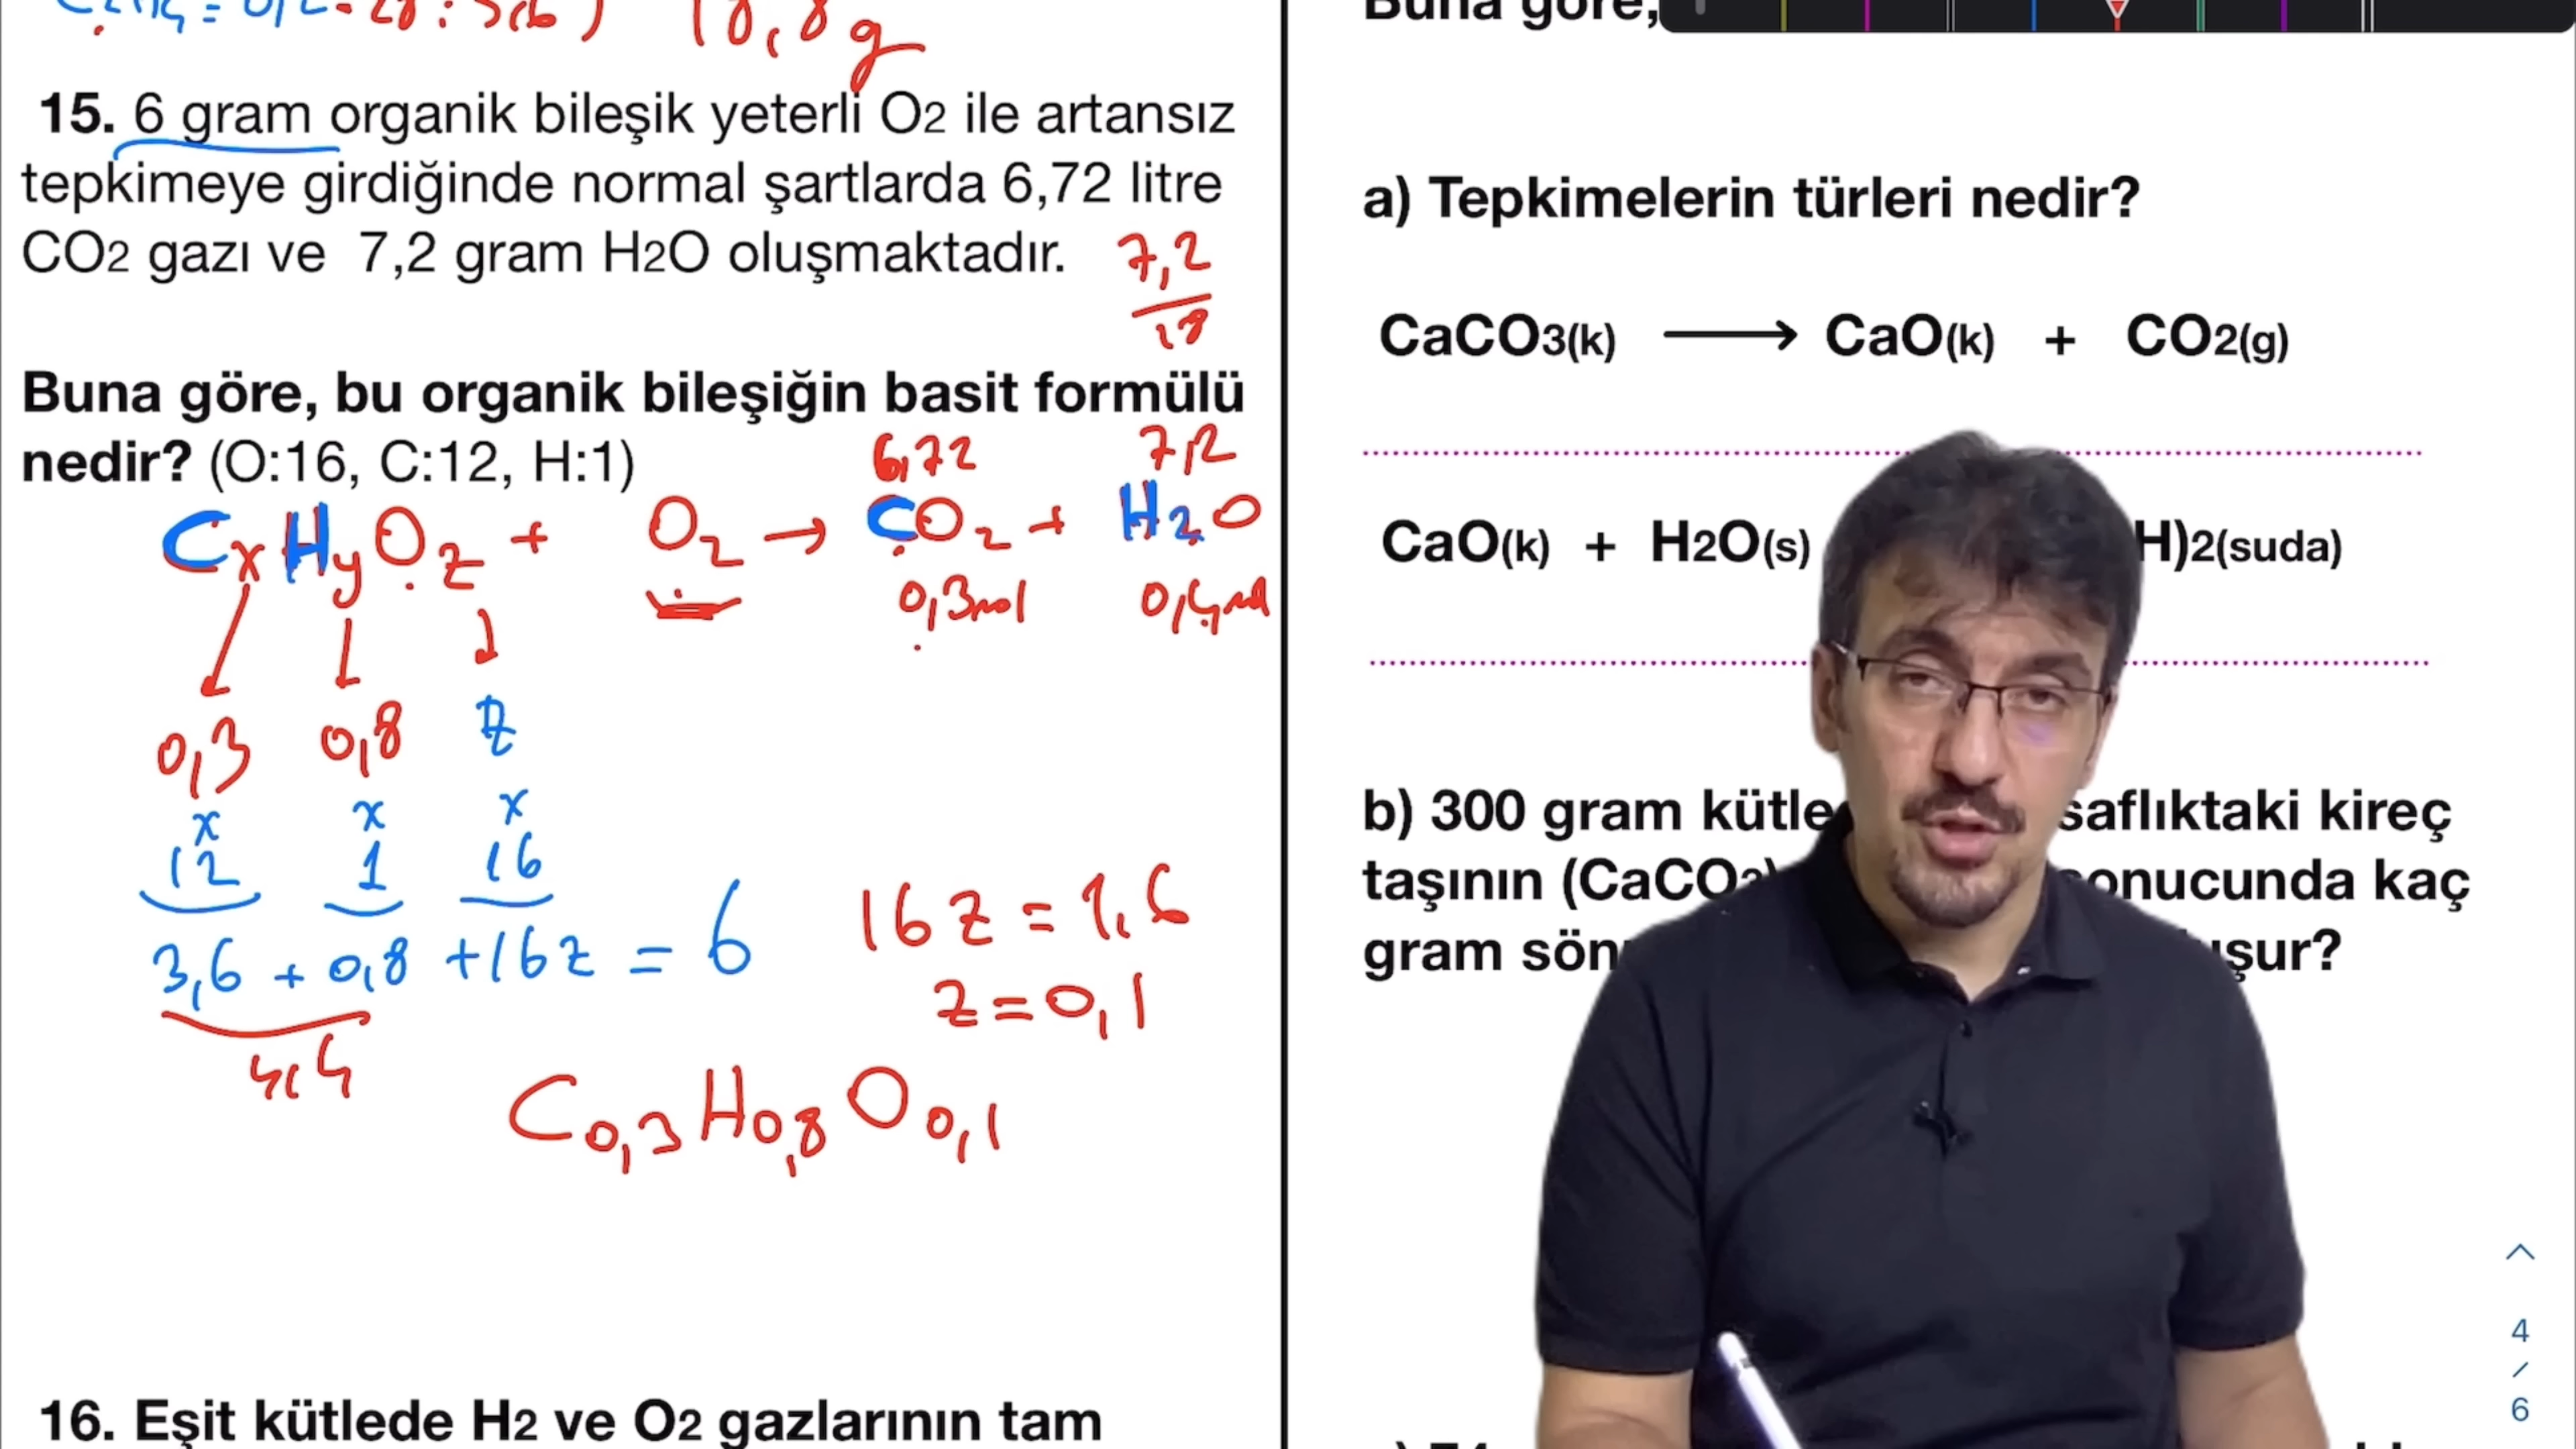 18,8g
15. 6 gram organik bileşik yeterli O2 ile artansız
tepkimeye girdiğinde normal şartlarda 6,72 litre
CO2 gazı ve 7,2 gram H2O oluşmaktadır.
7,2
18
Buna göre, bu organik bileşiğin basit formülü
nedir? (O:16, C:12, H:1)
6,72 7,2
CxHyOz + O2 → CO2 + H2O
0,3mol 0,4mol
0,3 0,8 z
x x x
12 1 16
3,6 + 0,8 + 16z = 6
4,4
16z = 1,6
z = 0,1
C0,3H0,8O0,1
16. Eşit kütlede H2 ve O2 gazlarının tam
Buna göre,
a) Tepkimelerin türleri nedir?
CaCO3(k) → CaO(k) + CO2(g)
CaO(k) + H2O(s) H)2(suda)
b) 300 gram saflıktaki kireç
taşının kaç
gram
4
/
6